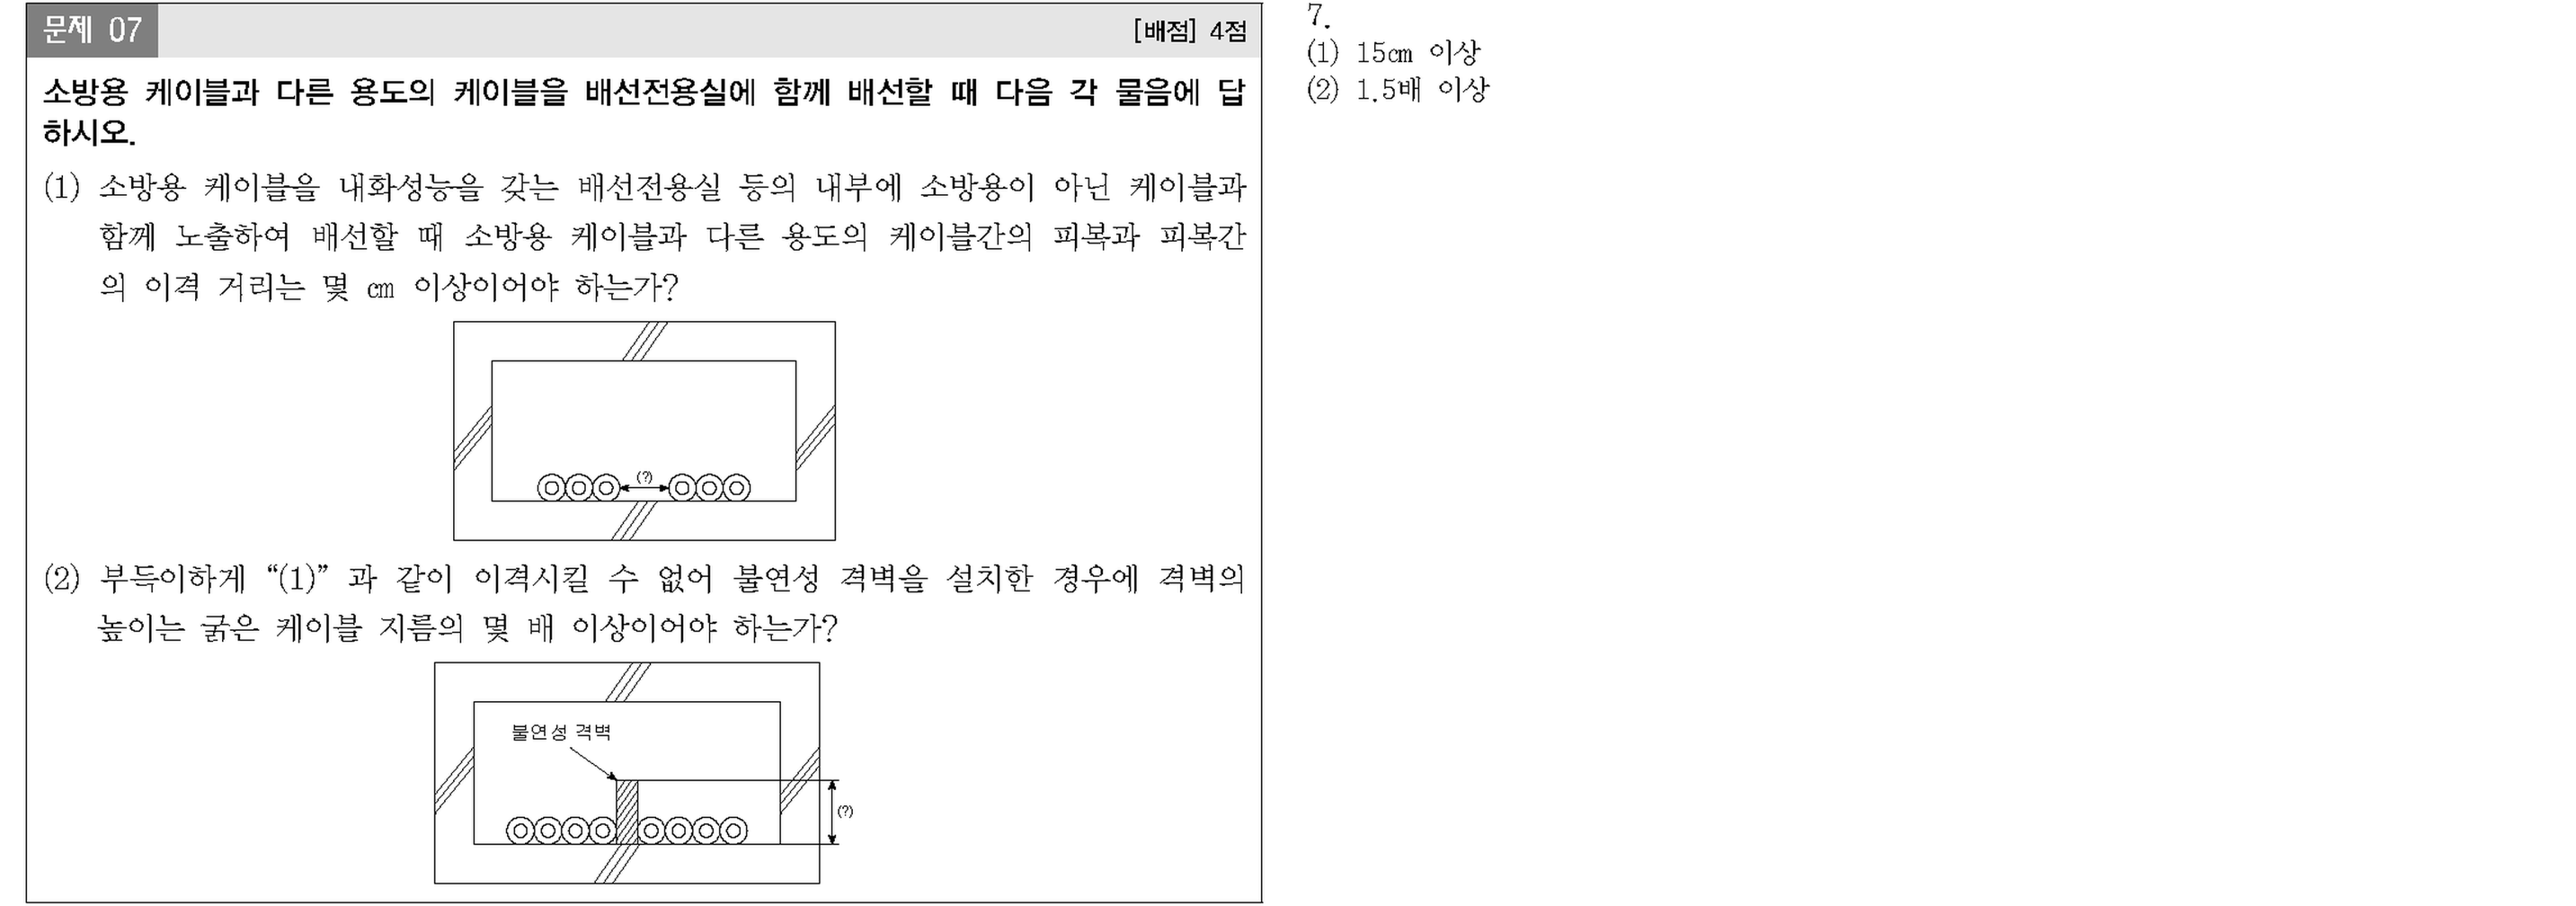 문제 07
[배점] 4점
소방용 케이블과 다른 용도의 케이블을 배선전용실에 함께 배선할 때 다음 각 물음에 답
하시오.
(1) 소방용 케이블을 내화성능을 갖는 배선전용실 등의 내부에 소방용이 아닌 케이블과
함께 노출하여 배선할 때 소방용 케이블과 다른 용도의 케이블간의 피복과 피복간
의 이격 거리는 몇 ㎝ 이상이어야 하는가?
(?)
(2) 부득이하게 “(1)” 과 같이 이격시킬 수 없어 불연성 격벽을 설치한 경우에 격벽의
높이는 굵은 케이블 지름의 몇 배 이상이어야 하는가?
불연성 격벽
(?)
7.
(1) 15㎝ 이상
(2) 1.5배 이상